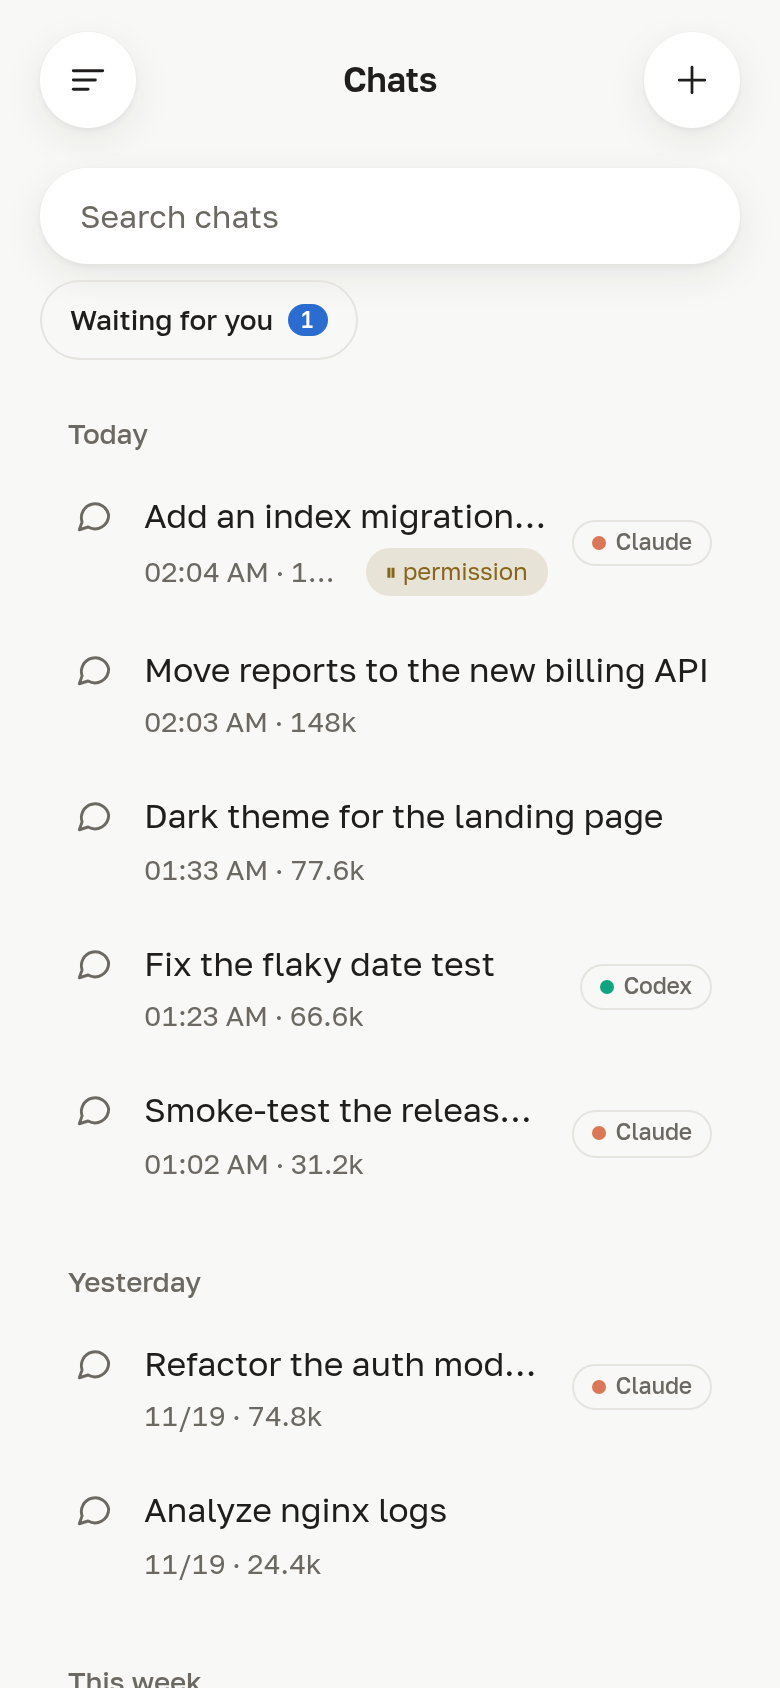 Chats
Search chats
Waiting for you 1
Today
Add an index migration...
Claude
02:04 AM · 1...
permission
Move reports to the new billing API
02:03 AM · 148k
Dark theme for the landing page
01:33 AM · 77.6k
Fix the flaky date test
Codex
01:23 AM · 66.6k
Smoke-test the releas...
Claude
01:02 AM · 31.2k
Yesterday
Refactor the auth mod...
Claude
11/19 · 74.8k
Analyze nginx logs
11/19 · 24.4k
This week